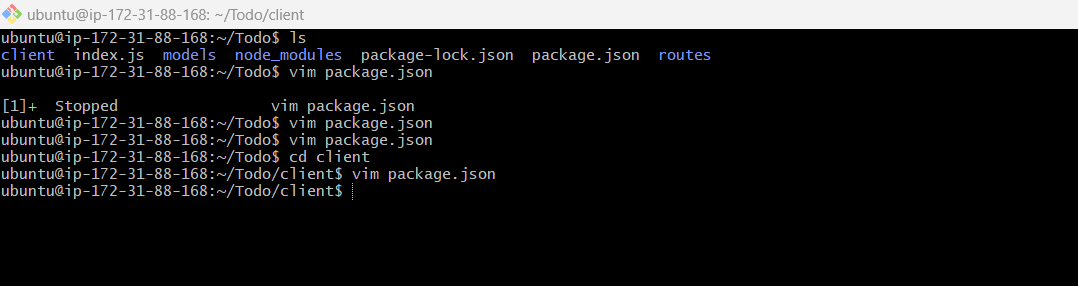 ubuntu@ip-172-31-88-168: ~/Todo/client
ubuntu@ip-172-31-88-168:~/Todo$ ls
client  index.js  models  node_modules  package-lock.json  package.json  routes
ubuntu@ip-172-31-88-168:~/Todo$ vim package.json
[1]+  Stopped                 vim package.json
ubuntu@ip-172-31-88-168:~/Todo$ vim package.json
ubuntu@ip-172-31-88-168:~/Todo$ vim package.json
ubuntu@ip-172-31-88-168:~/Todo$ cd client
ubuntu@ip-172-31-88-168:~/Todo/client$ vim package.json
ubuntu@ip-172-31-88-168:~/Todo/client$